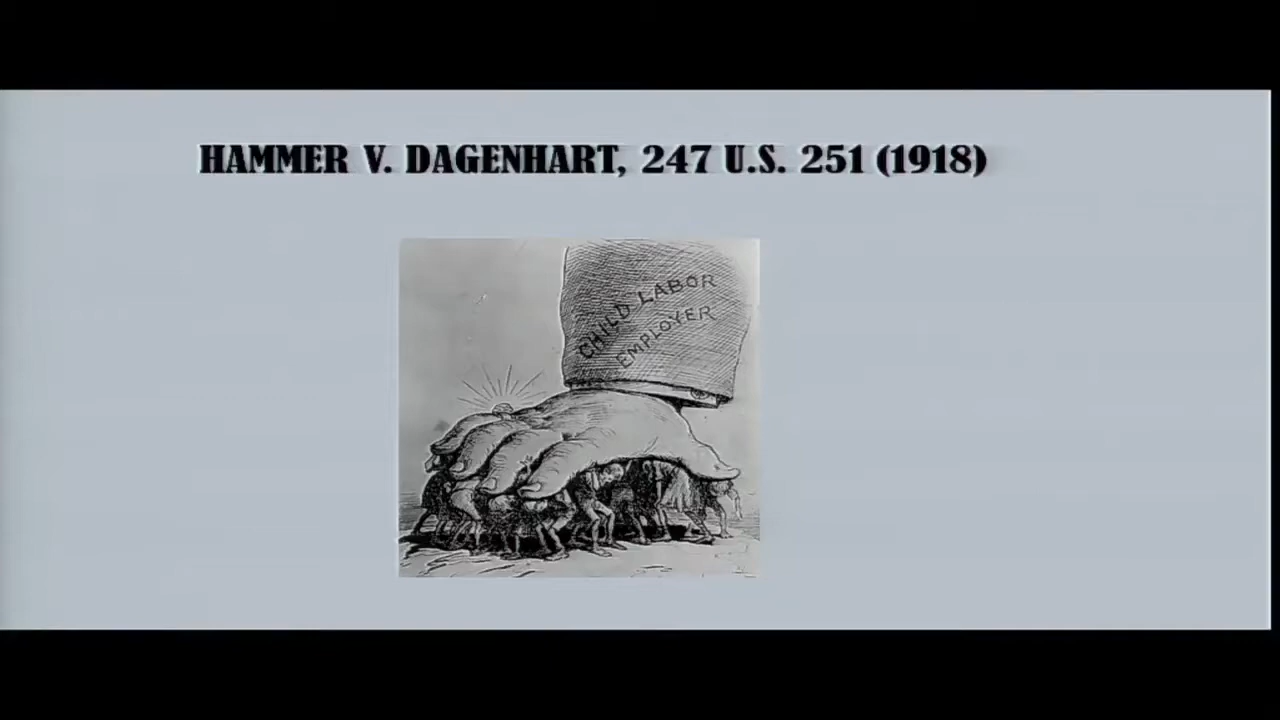 HAMMER V. DAGENHART, 247 U.S. 251 (1918)
CHILD LABOR
EMPLOYER